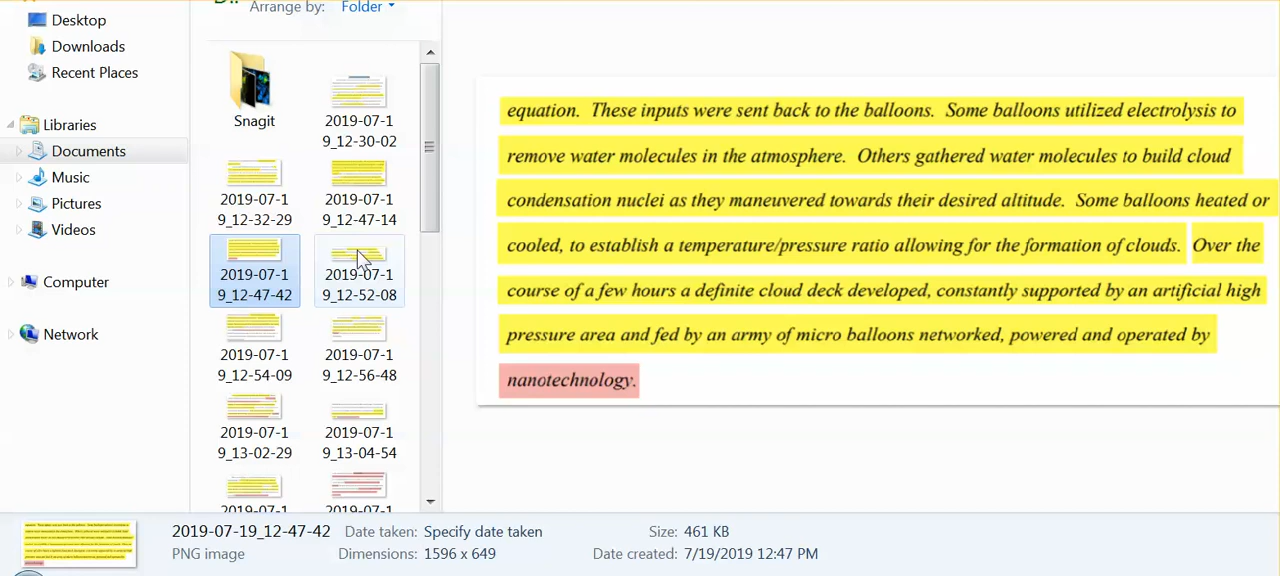 Arrange by: Folder
Desktop
Downloads
Recent Places
Libraries
Documents
Music
Pictures
Videos
Computer
Network
Snagit
2019-07-1
9_12-30-02
2019-07-1
9_12-32-29
2019-07-1
9_12-47-14
2019-07-1
9_12-47-42
2019-07-1
9_12-52-08
2019-07-1
9_12-54-09
2019-07-1
9_12-56-48
2019-07-1
9_13-02-29
2019-07-1
9_13-04-54
2019-07-1
2019-07-1
equation. These inputs were sent back to the balloons. Some balloons utilized electrolysis to
remove water molecules in the atmosphere. Others gathered water molecules to build cloud
condensation nuclei as they maneuvered towards their desired altitude. Some balloons heated or
cooled, to establish a temperature/pressure ratio allowing for the formation of clouds. Over the
course of a few hours a definite cloud deck developed, constantly supported by an artificial high
pressure area and fed by an army of micro balloons networked, powered and operated by
nanotechnology.
2019-07-19_12-47-42 Date taken: Specify date taken Size: 461 KB
PNG image Dimensions: 1596 x 649 Date created: 7/19/2019 12:47 PM